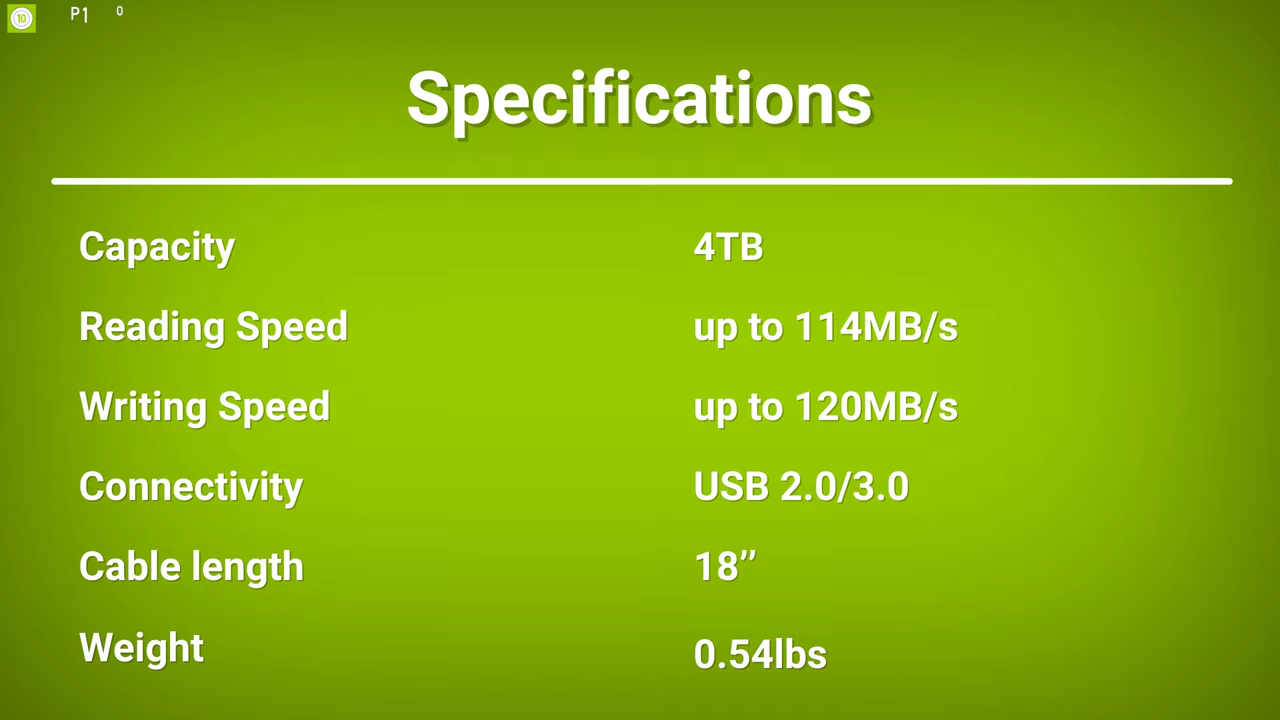 10 P1 0
Specifications
Capacity 4TB
Reading Speed up to 114MB/s
Writing Speed up to 120MB/s
Connectivity USB 2.0/3.0
Cable length 18’’
Weight 0.54lbs